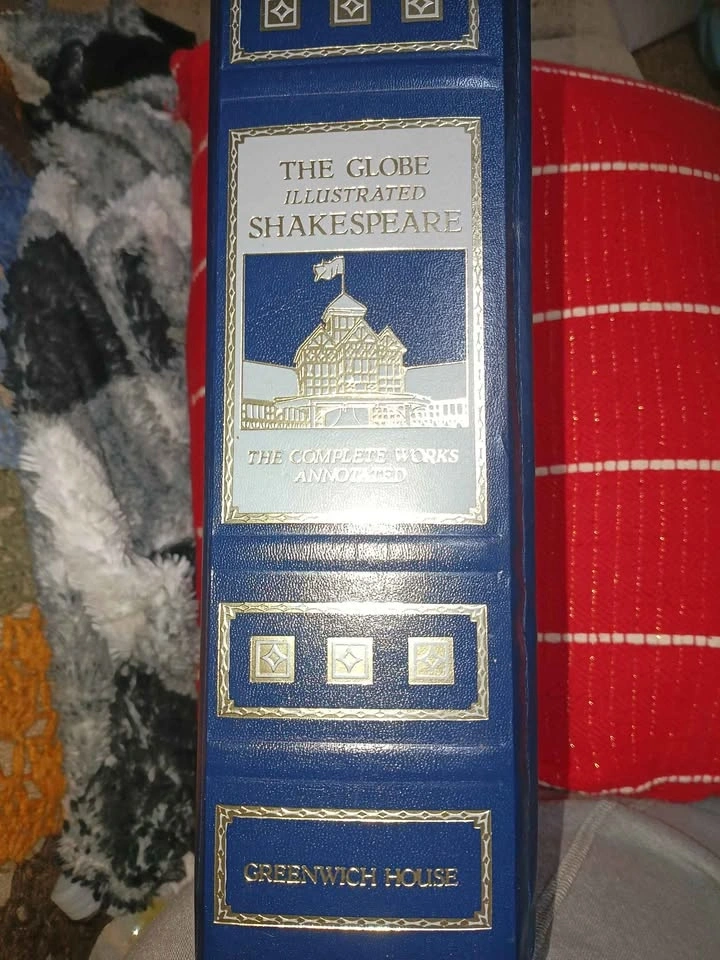 THE GLOBE
ILLUSTRATED
SHAKESPEARE
THE COMPLETE WORKS
ANNOTATED
GREENWICH HOUSE